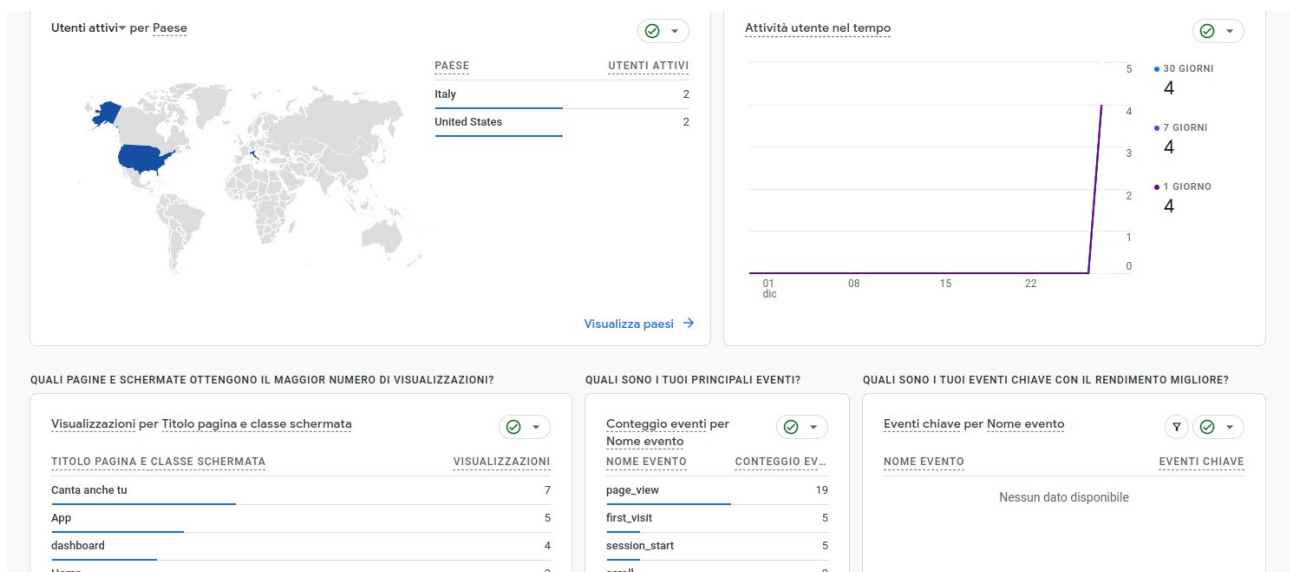 Utenti attivi per Paese
PAESE UTENTI ATTIVI
Italy 2
United States 2
Visualizza paesi
Attività utente nel tempo
5
4
3
2
1
0
01 dic
08
15
22
30 GIORNI
4
7 GIORNI
4
1 GIORNO
4
QUALI PAGINE E SCHERMATE OTTENGONO IL MAGGIOR NUMERO DI VISUALIZZAZIONI?
Visualizzazioni per Titolo pagina e classe schermata
TITOLO PAGINA E CLASSE SCHERMATA VISUALIZZAZIONI
Canta anche tu 7
App 5
dashboard 4
QUALI SONO I TUOI PRINCIPALI EVENTI?
Conteggio eventi per
Nome evento
NOME EVENTO CONTEGGIO EV...
page_view 19
first_visit 5
session_start 5
QUALI SONO I TUOI EVENTI CHIAVE CON IL RENDIMENTO MIGLIORE?
Eventi chiave per Nome evento
NOME EVENTO EVENTI CHIAVE
Nessun dato disponibile